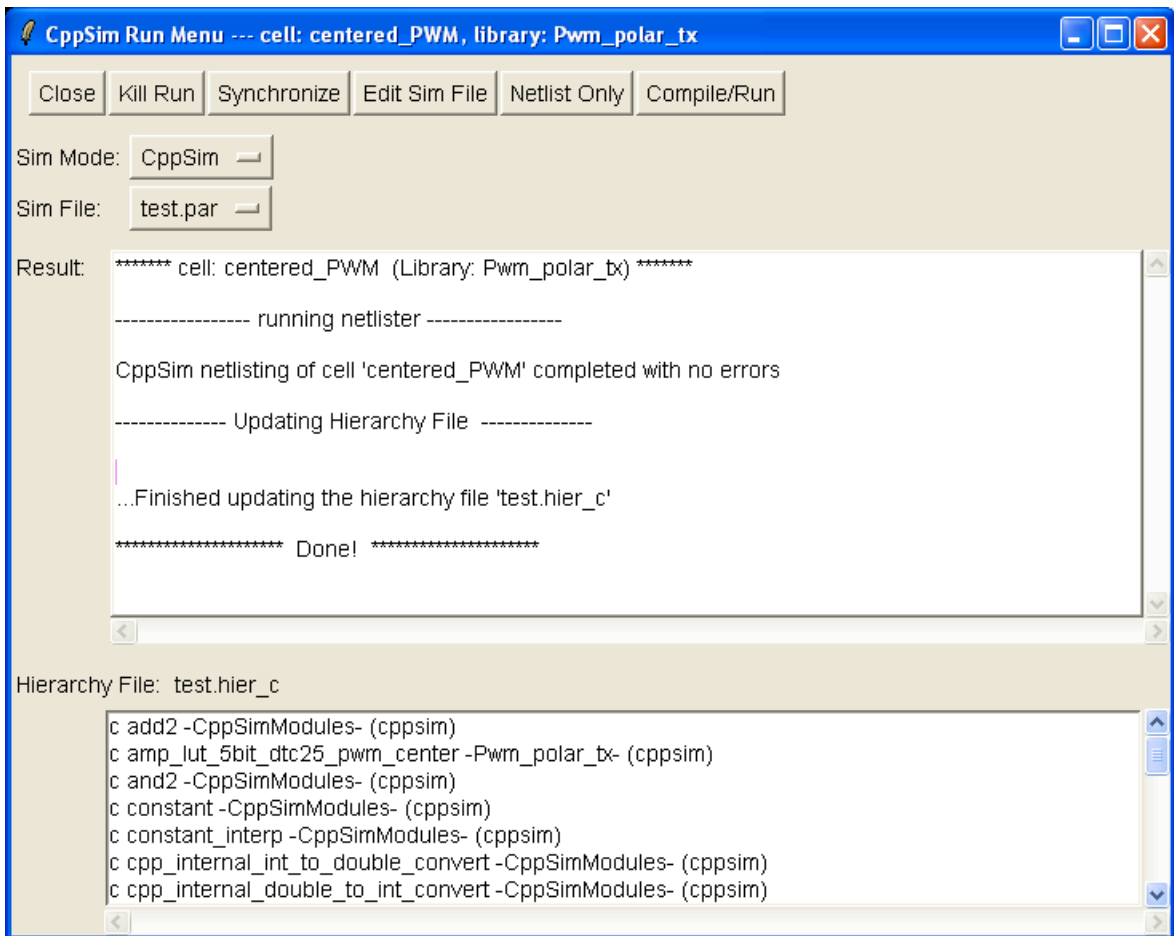 CppSim Run Menu --- cell: centered_PWM, library: Pwm_polar_tx
Close Kill Run Synchronize Edit Sim File Netlist Only Compile/Run
Sim Mode: CppSim
Sim File: test.par
Result: ******* cell: centered_PWM (Library: Pwm_polar_tx) *******
----------------- running netlister -----------------
CppSim netlisting of cell 'centered_PWM' completed with no errors
-------------- Updating Hierarchy File --------------
...Finished updating the hierarchy file 'test.hier_c'
********************* Done! *********************
Hierarchy File: test.hier_c
c add2 -CppSimModules- (cppsim)
c amp_lut_5bit_dtc25_pwm_center -Pwm_polar_tx- (cppsim)
c and2 -CppSimModules- (cppsim)
c constant -CppSimModules- (cppsim)
c constant_interp -CppSimModules- (cppsim)
c cpp_internal_int_to_double_convert -CppSimModules- (cppsim)
c cpp_internal_double_to_int_convert -CppSimModules- (cppsim)